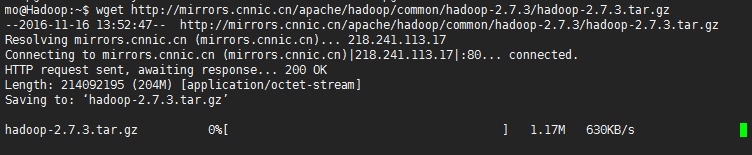 mo@Hadoop:~$ wget http://mirrors.cnnic.cn/apache/hadoop/common/hadoop-2.7.3/hadoop-2.7.3.tar.gz
--2016-11-16 13:52:47--  http://mirrors.cnnic.cn/apache/hadoop/common/hadoop-2.7.3/hadoop-2.7.3.tar.gz
Resolving mirrors.cnnic.cn (mirrors.cnnic.cn)... 218.241.113.17
Connecting to mirrors.cnnic.cn (mirrors.cnnic.cn)|218.241.113.17|:80... connected.
HTTP request sent, awaiting response... 200 OK
Length: 214092195 (204M) [application/octet-stream]
Saving to: ‘hadoop-2.7.3.tar.gz’
hadoop-2.7.3.tar.gz          0%[                                          ]   1.17M   630KB/s